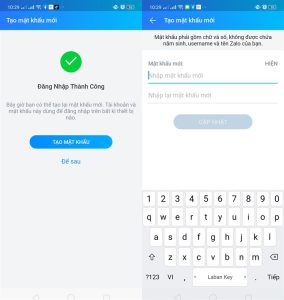 10:29
Tạo mật khẩu mới
Đăng Nhập Thành Công
Bây giờ bạn có thể tạo lại mật khẩu mới. Tài khoản và
mật khẩu này dùng để đăng nhập trên bất kì thiết bị
nào.
TẠO MẬT KHẨU
Để sau
10:29
Tạo mật khẩu mới
Mật khẩu phải gồm chữ và số, không được chứa
năm sinh, username và tên Zalo của bạn.
Mật khẩu mới: HIỆN
Nhập mật khẩu mới
Nhập lại mật khẩu mới
CẬP NHẬT
1 2 3 4 5 6 7 8 9 0
q w e r t y u i o p
a s d f g h j k l
z x c v b n m
?123 VI , Laban Key . Tiếp